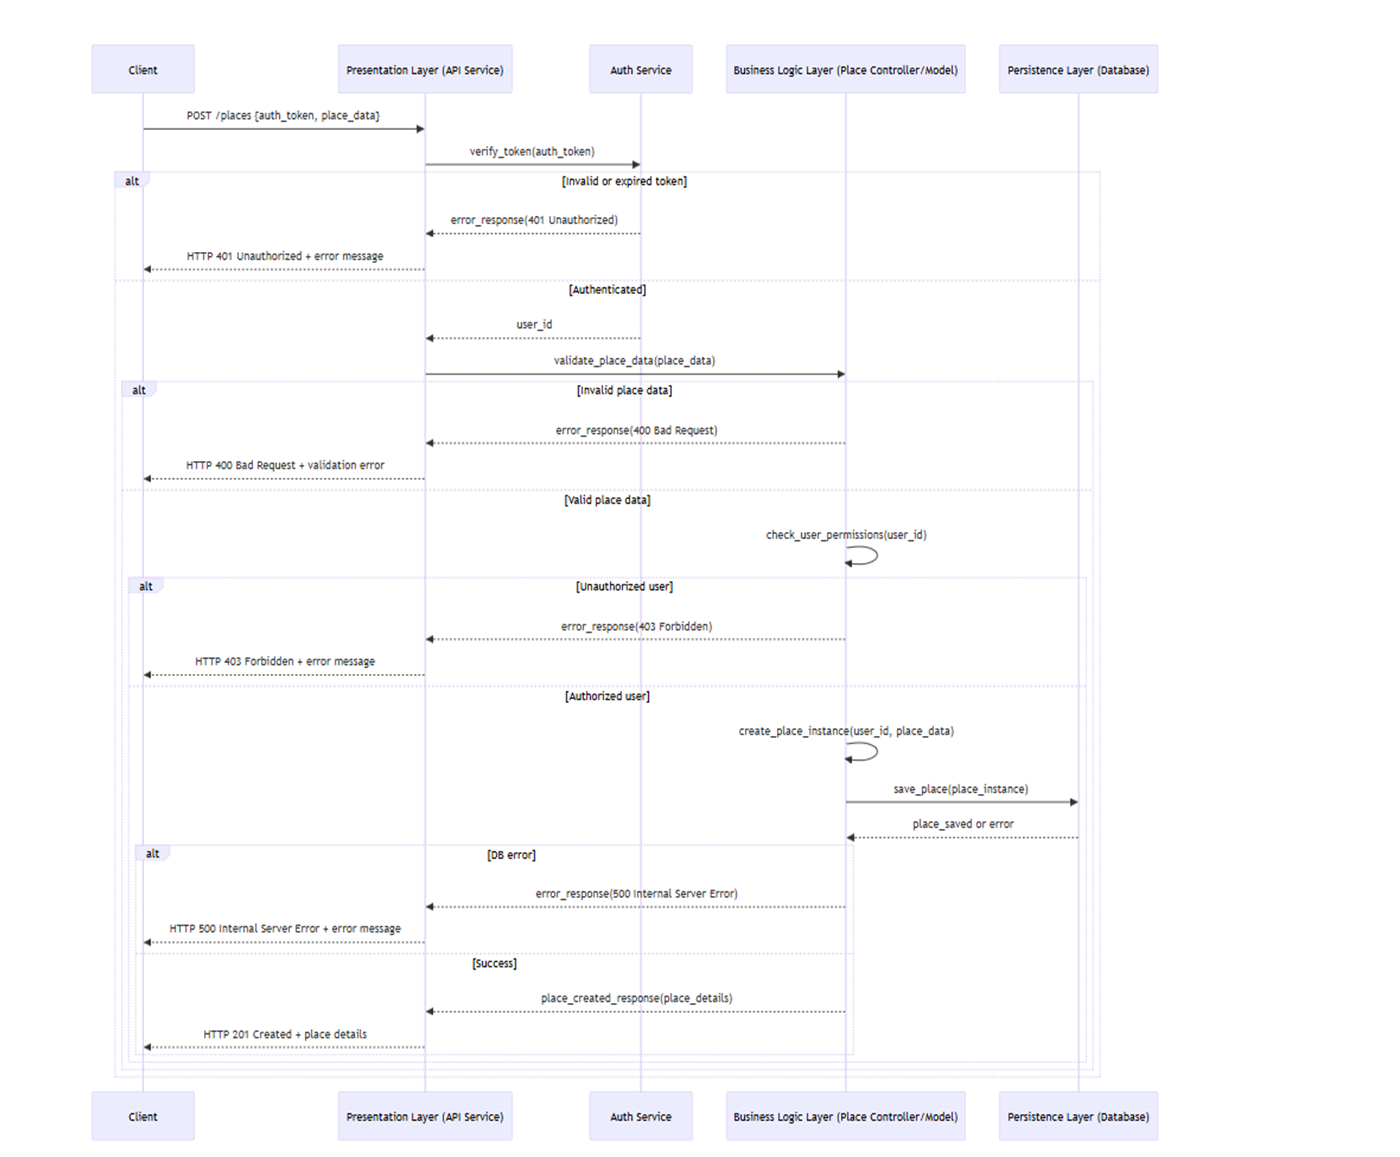 Client
Presentation Layer (API Service)
Auth Service
Business Logic Layer (Place Controller/Model)
Persistence Layer (Database)
POST /places {auth_token, place_data}
verify_token(auth_token)
alt
[Invalid or expired token]
error_response(401 Unauthorized)
HTTP 401 Unauthorized + error message
[Authenticated]
user_id
validate_place_data(place_data)
alt
[Invalid place data]
error_response(400 Bad Request)
HTTP 400 Bad Request + validation error
[Valid place data]
check_user_permissions(user_id)
alt
[Unauthorized user]
error_response(403 Forbidden)
HTTP 403 Forbidden + error message
[Authorized user]
create_place_instance(user_id, place_data)
save_place(place_instance)
place_saved or error
alt
[DB error]
error_response(500 Internal Server Error)
HTTP 500 Internal Server Error + error message
[Success]
place_created_response(place_details)
HTTP 201 Created + place details
Client
Presentation Layer (API Service)
Auth Service
Business Logic Layer (Place Controller/Model)
Persistence Layer (Database)